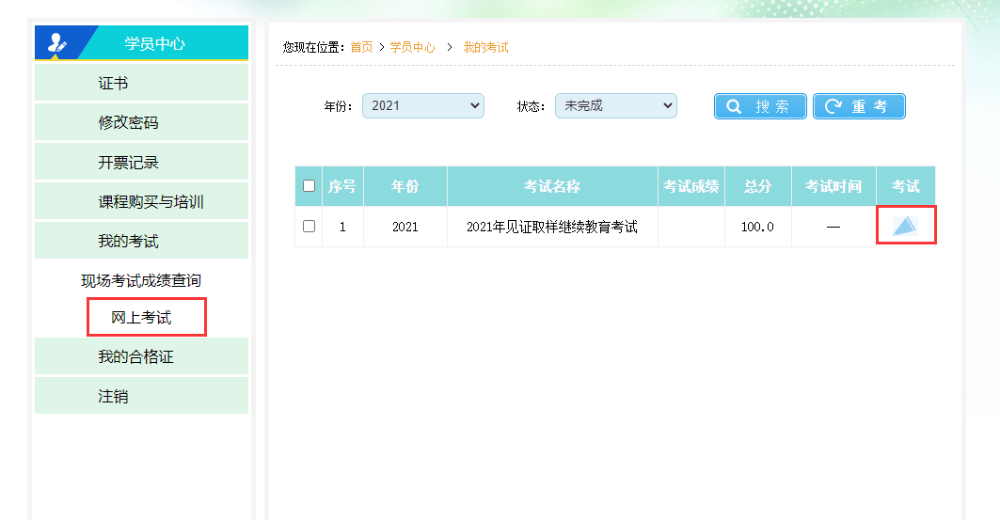 学员中心
证书
修改密码
开票记录
课程购买与培训
我的考试
现场考试成绩查询
网上考试
我的合格证
注销
您现在位置：首页 > 学员中心 > 我的考试
年份： 2021 状态： 未完成 搜索 重考
序号 年份 考试名称 考试成绩 总分 考试时间 考试
1 2021 2021年见证取样继续教育考试 100.0 —